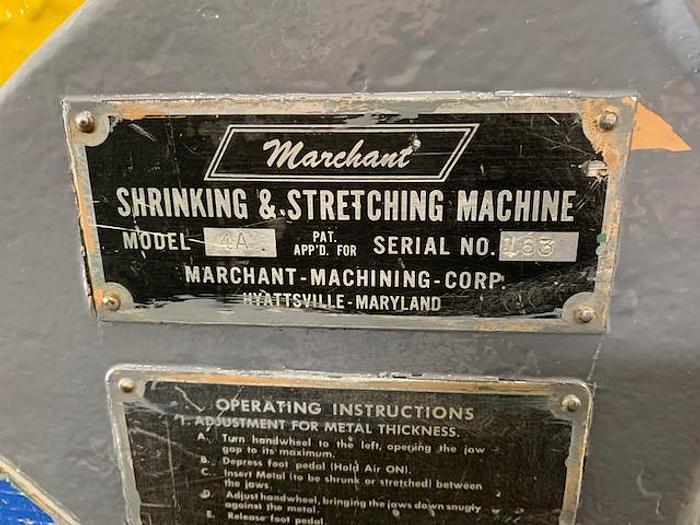 Marchant
SHRINKING & STRETCHING MACHINE
MODEL 4A PAT. APP'D. FOR SERIAL NO. 163
MARCHANT-MACHINING-CORP.
HYATTSVILLE-MARYLAND
OPERATING INSTRUCTIONS
1. ADJUSTMENT FOR METAL THICKNESS.
A. Turn handwheel to the left, opening the jaw
gap to its maximum.
B. Depress foot pedal (Hold Air ON).
C. Insert Metal (to be shrunk or stretched) between
the jaws.
D. Adjust handwheel, bringing the jaws down snugly
against the metal.
E. Release foot pedal